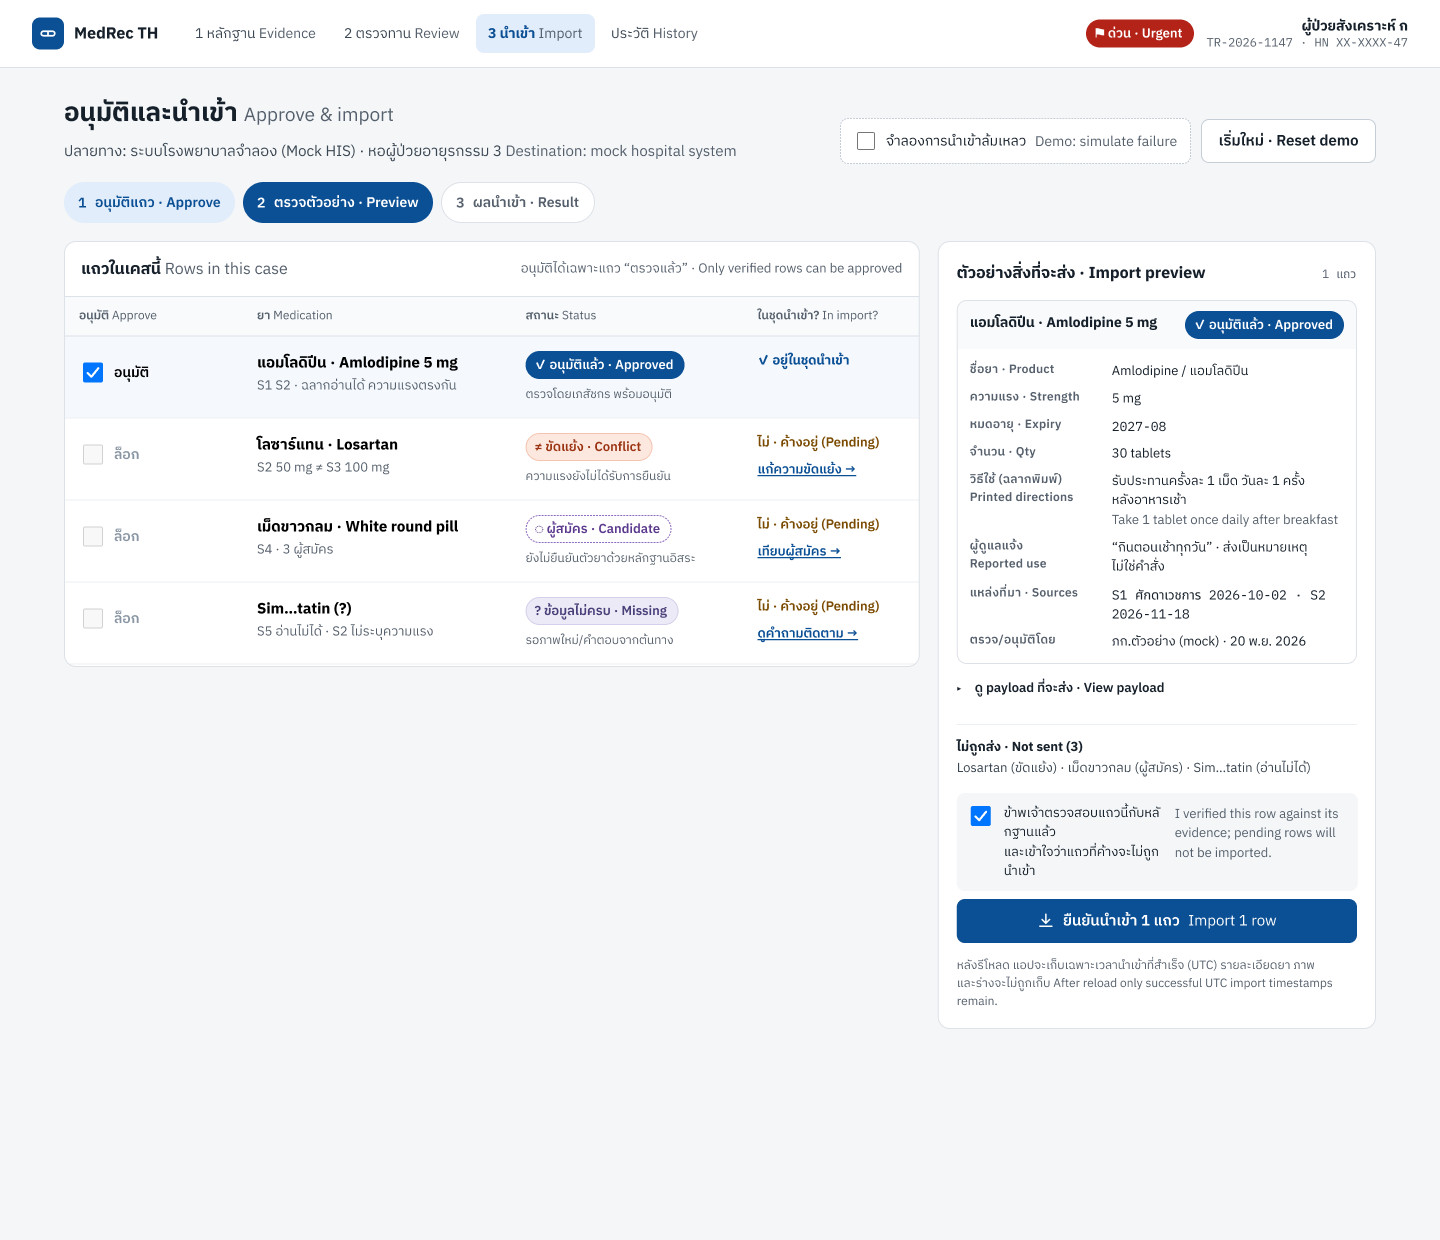 MedRec TH
1 หลักฐาน Evidence
2 ตรวจทาน Review
3 นำเข้า Import
ประวัติ History
⚑ ด่วน · Urgent
ผู้ป่วยสังเคราะห์ ก
TR-2026-1147 · HN XX-XXXX-47
อนุมัติและนำเข้า Approve & import
ปลายทาง: ระบบโรงพยาบาลจำลอง (Mock HIS) · หอผู้ป่วยอายุรกรรม 3 Destination: mock hospital system
จำลองการนำเข้าล้มเหลว Demo: simulate failure
เริ่มใหม่ · Reset demo
1 อนุมัติแถว · Approve
2 ตรวจตัวอย่าง · Preview
3 ผลนำเข้า · Result
แถวในเคสนี้ Rows in this case
อนุมัติได้เฉพาะแถว “ตรวจแล้ว” · Only verified rows can be approved
อนุมัติ Approve
ยา Medication
สถานะ Status
ในชุดนำเข้า? In import?
อนุมัติ
แอมโลดิปีน · Amlodipine 5 mg
S1 S2 · ฉลากอ่านได้ ความแรงตรงกัน
✓ อนุมัติแล้ว · Approved
ตรวจโดยเภสัชกร พร้อมอนุมัติ
✓ อยู่ในชุดนำเข้า
ล็อก
โลซาร์แทน · Losartan
S2 50 mg ≠ S3 100 mg
≠ ขัดแย้ง · Conflict
ความแรงยังไม่ได้รับการยืนยัน
ไม่ · ค้างอยู่ (Pending)
แก้ความขัดแย้ง →
ล็อก
เม็ดขาวกลม · White round pill
S4 · 3 ผู้สมัคร
◌ ผู้สมัคร · Candidate
ยังไม่ยืนยันตัวยาด้วยหลักฐานอิสระ
ไม่ · ค้างอยู่ (Pending)
เทียบผู้สมัคร →
ล็อก
Sim…tatin (?)
S5 อ่านไม่ได้ · S2 ไม่ระบุความแรง
? ข้อมูลไม่ครบ · Missing
รอภาพใหม่/คำตอบจากต้นทาง
ไม่ · ค้างอยู่ (Pending)
ดูคำถามติดตาม →
ตัวอย่างสิ่งที่จะส่ง · Import preview
1 แถว
แอมโลดิปีน · Amlodipine 5 mg
✓ อนุมัติแล้ว · Approved
ชื่อยา · Product
Amlodipine / แอมโลดิปีน
ความแรง · Strength
5 mg
หมดอายุ · Expiry
2027-08
จำนวน · Qty
30 tablets
วิธีใช้ (ฉลากพิมพ์)
Printed directions
รับประทานครั้งละ 1 เม็ด วันละ 1 ครั้ง
หลังอาหารเช้า
Take 1 tablet once daily after breakfast
ผู้ดูแลแจ้ง
Reported use
“กินตอนเช้าทุกวัน” · ส่งเป็นหมายเหตุ
ไม่ใช่คำสั่ง
แหล่งที่มา · Sources
S1 ศักดาเวชการ 2026-10-02 · S2
2026-11-18
ตรวจ/อนุมัติโดย
ภก.ตัวอย่าง (mock) · 20 พ.ย. 2026
▸ ดู payload ที่จะส่ง · View payload
ไม่ถูกส่ง · Not sent (3)
Losartan (ขัดแย้ง) · เม็ดขาวกลม (ผู้สมัคร) · Sim…tatin (อ่านไม่ได้)
ข้าพเจ้าตรวจสอบแถวนี้กับหลั
กฐานแล้ว
และเข้าใจว่าแถวที่ค้างจะไม่ถูก
นำเข้า
I verified this row against its
evidence; pending rows will
not be imported.
ยืนยันนำเข้า 1 แถว Import 1 row
หลังรีโหลด แอปจะเก็บเฉพาะเวลานำเข้าที่สำเร็จ (UTC) รายละเอียดยา ภาพ
และร่างจะไม่ถูกเก็บ After reload only successful UTC import timestamps
remain.